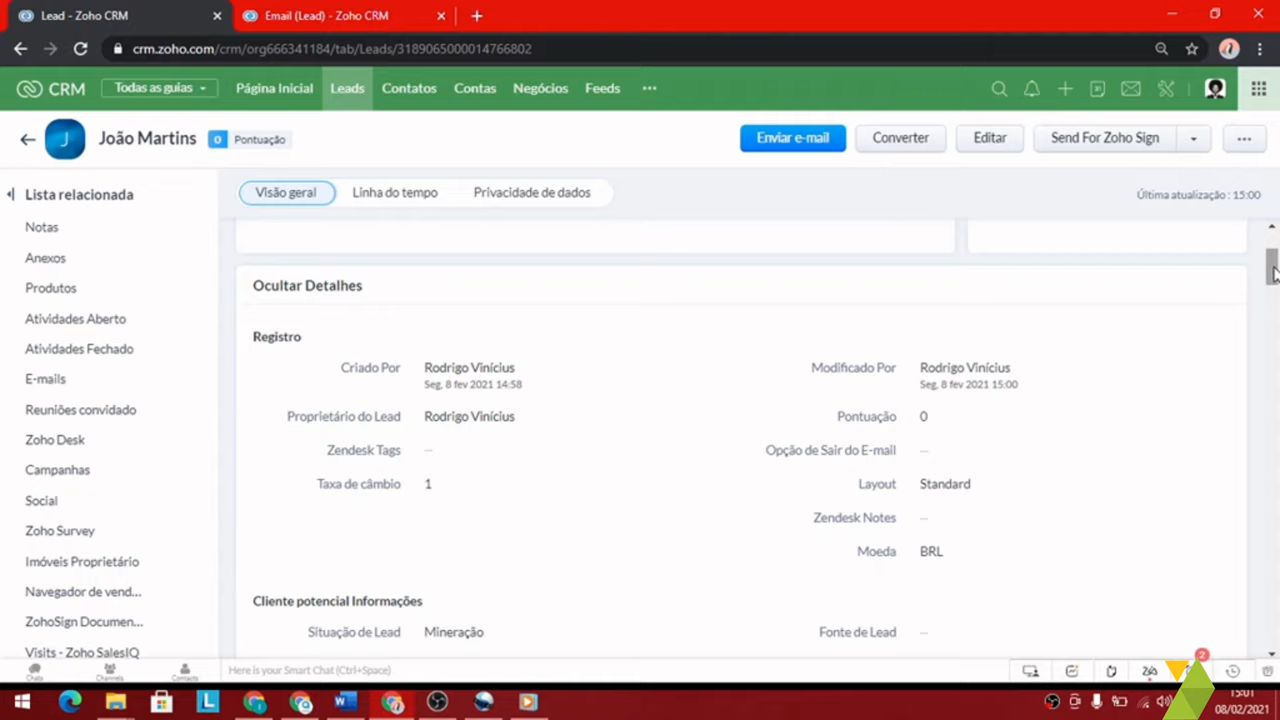 Lead - Zoho CRM
Email (Lead) - Zoho CRM
crm.zoho.com/crm/org666341184/tab/Leads/3189065000014766802
CRM Todas as guias Página Inicial Leads Contatos Contas Negócios Feeds
J João Martins 0 Pontuação Enviar e-mail Converter Editar Send For Zoho Sign
Lista relacionada
Notas
Anexos
Produtos
Atividades Aberto
Atividades Fechado
E-mails
Reuniões convidado
Zoho Desk
Campanhas
Social
Zoho Survey
Imóveis Proprietário
Navegador de vend...
ZohoSign Documen...
Visits - Zoho SalesIQ
Visão geral Linha do tempo Privacidade de dados Última atualização : 15:00
Ocultar Detalhes
Registro
Criado Por Rodrigo Vinícius
Seg, 8 fev 2021 14:58
Modificado Por Rodrigo Vinícius
Seg, 8 fev 2021 15:00
Proprietário do Lead Rodrigo Vinícius
Pontuação 0
Zendesk Tags —
Opção de Sair do E-mail —
Taxa de câmbio 1
Layout Standard
Zendesk Notes —
Moeda BRL
Cliente potencial Informações
Situação de Lead Mineração
Fonte de Lead —
Chats Channels Contacts
Here is your Smart Chat (Ctrl+Space)
2
15:01
08/02/2021